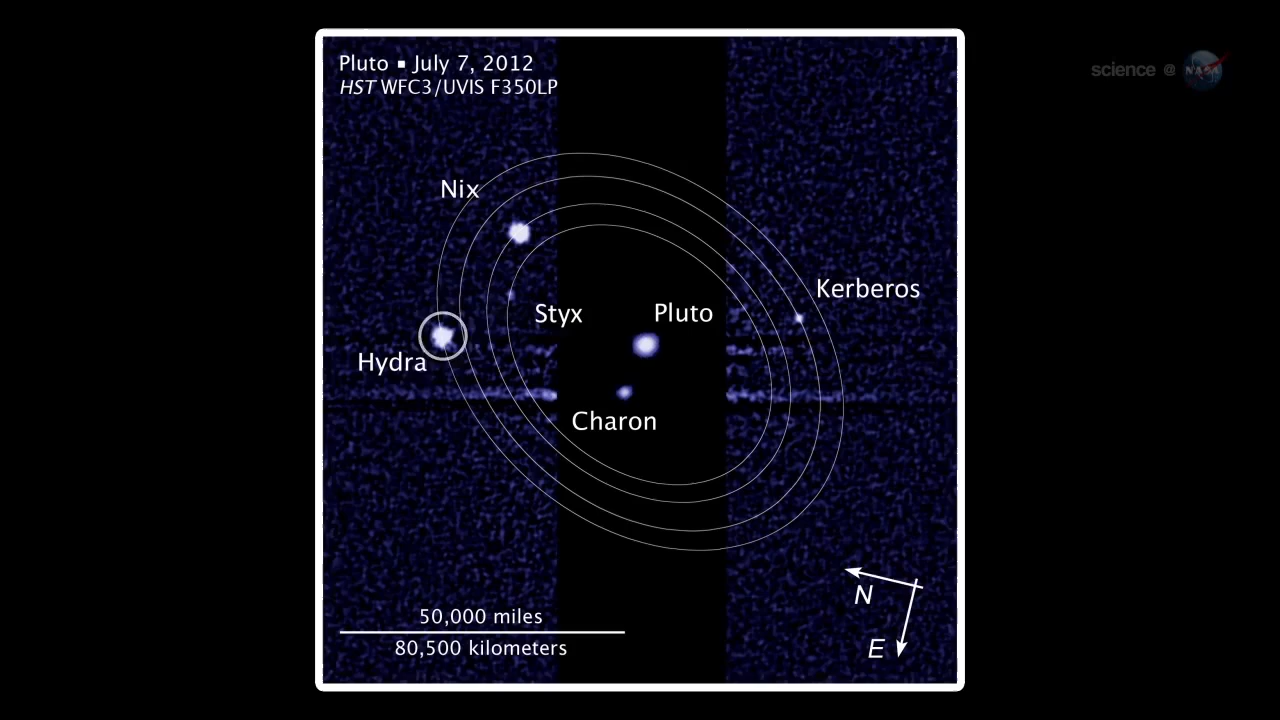 Pluto ▪ July 7, 2012
HST WFC3/UVIS F350LP
science @ NASA
Nix
Kerberos
Styx
Pluto
Hydra
Charon
50,000 miles
80,500 kilometers
N
E